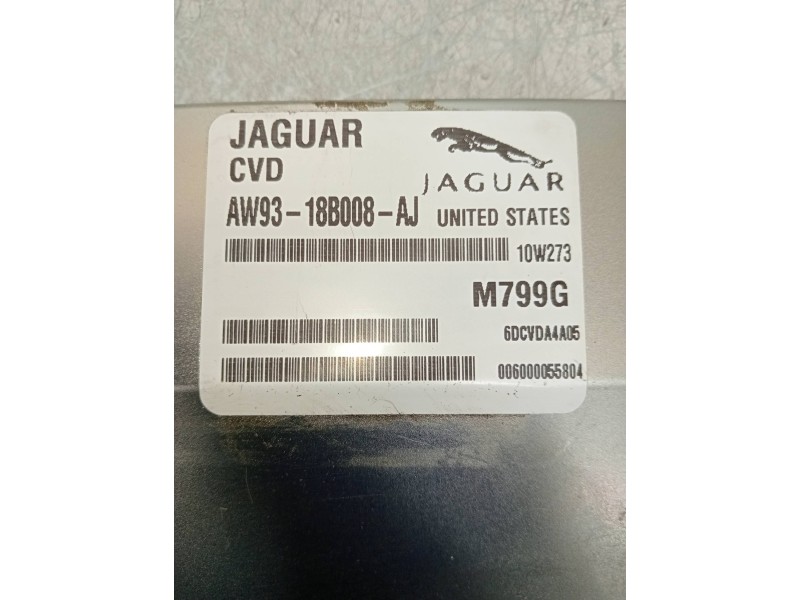 JAGUAR
CVD
JAGUAR
AW93-18B008-AJ UNITED STATES
10W273
M799G
6DCVDA4A05
006000055804